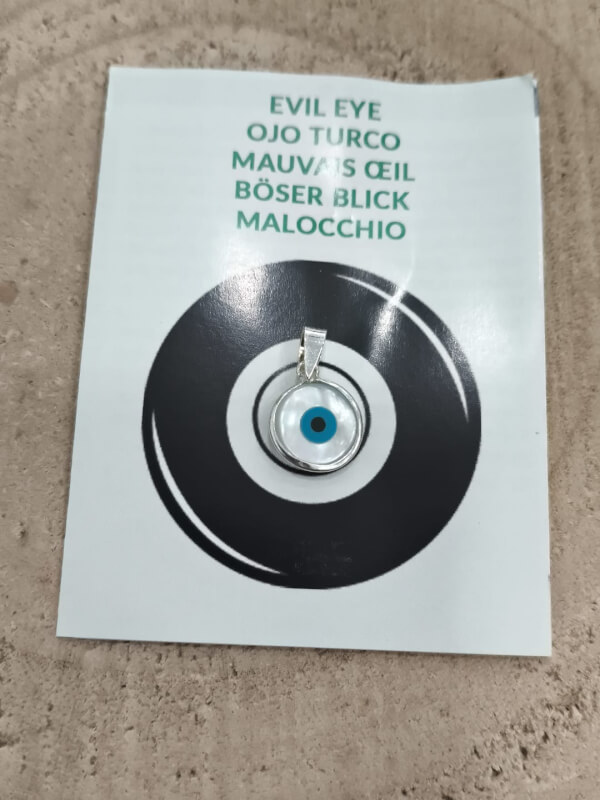 EVIL EYE
OJO TURCO
MAUVAIS ŒIL
BÖSER BLICK
MALOCCHIO